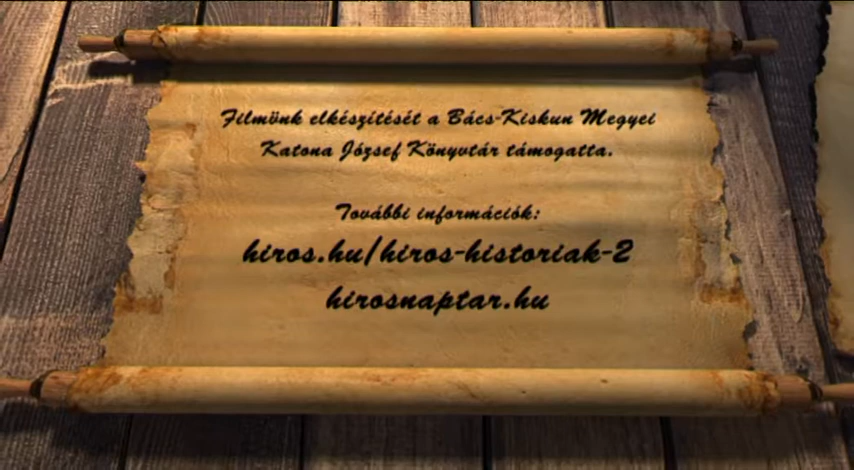 Filmünk elkészítését a Bács-Kiskun Megyei
Katona József Könyvtár támogatta.
További információk:
hiros.hu/hiros-historiak-2
hirosnaptar.hu